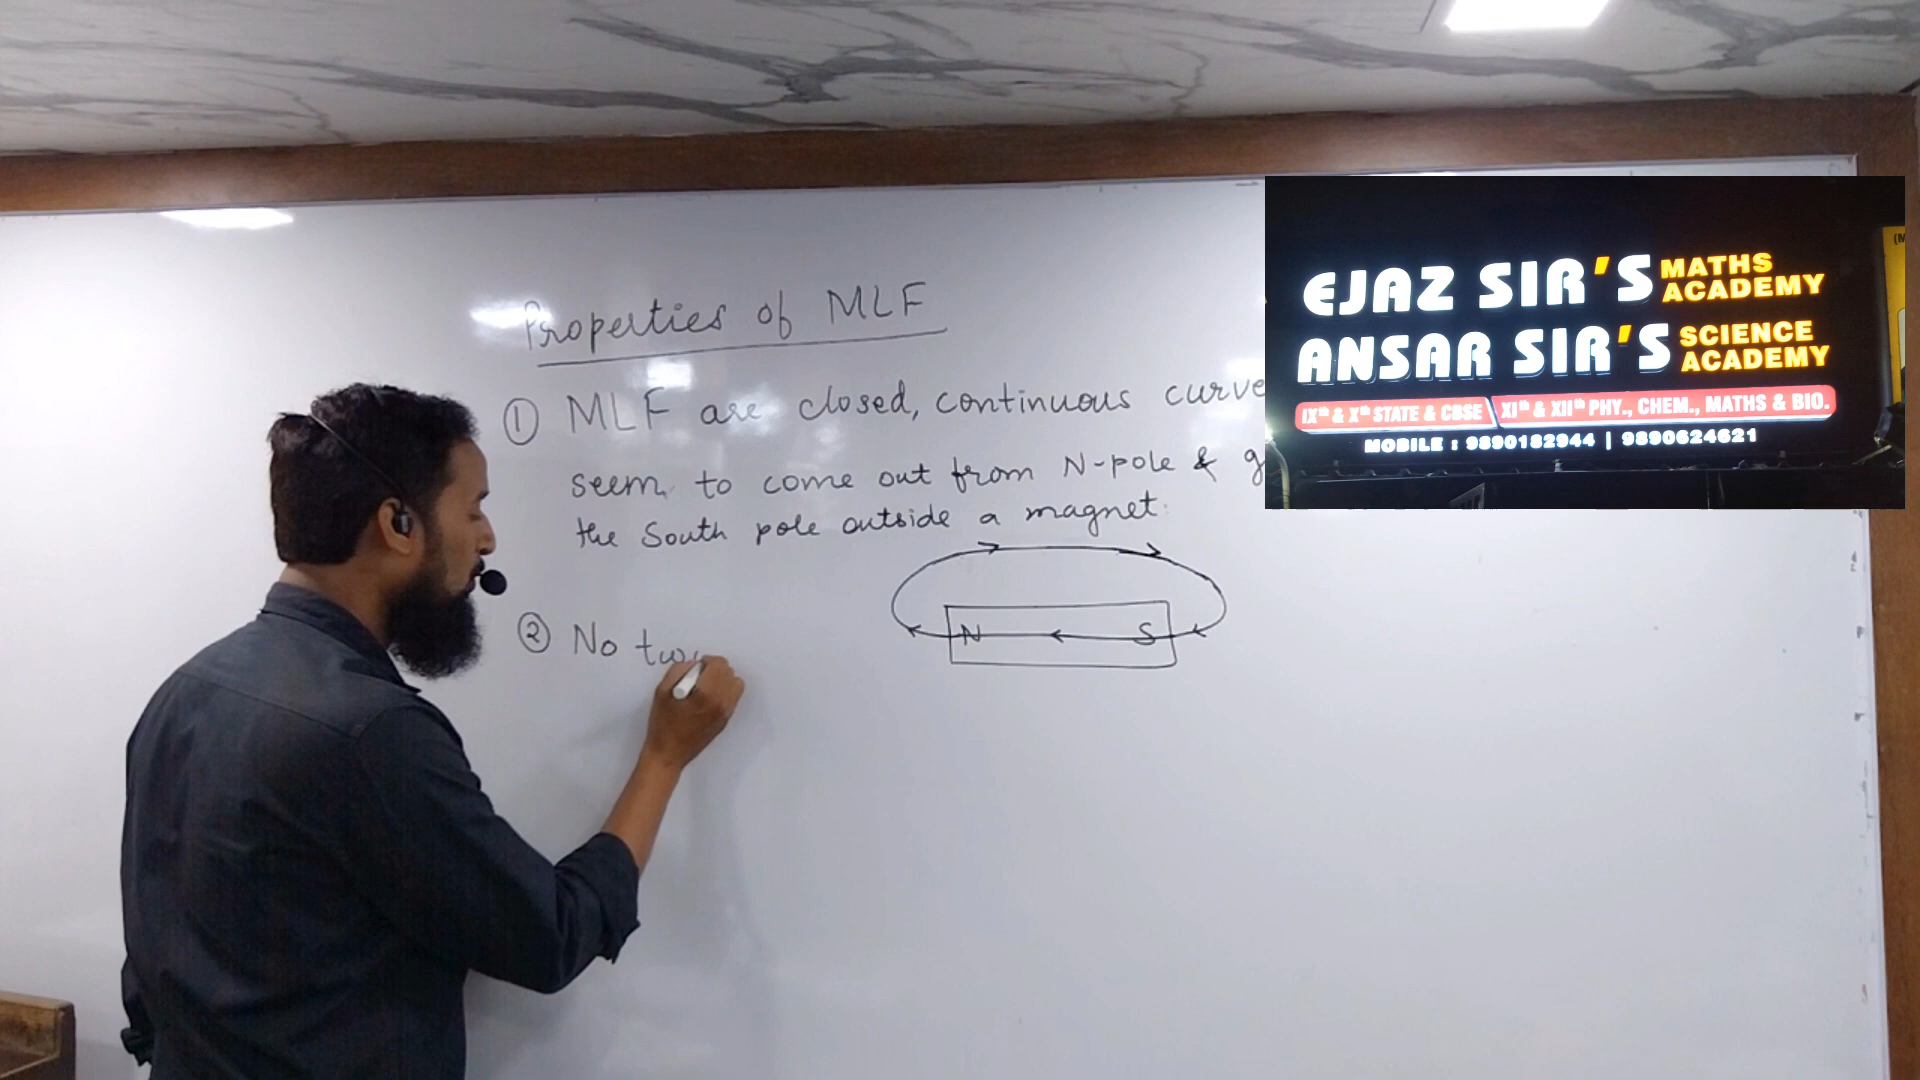 Properties of MLF
① MLF are closed, continuous curve
seem to come out from N-pole & g
the South pole outside a magnet.
N S
② No two
EJAZ SIR'S MATHS ACADEMY
ANSAR SIR'S SCIENCE ACADEMY
IXth & Xth STATE & CBSE XIth & XIIth PHY., CHEM., MATHS & BIO.
MOBILE : 9890182944 | 9890624621
(M